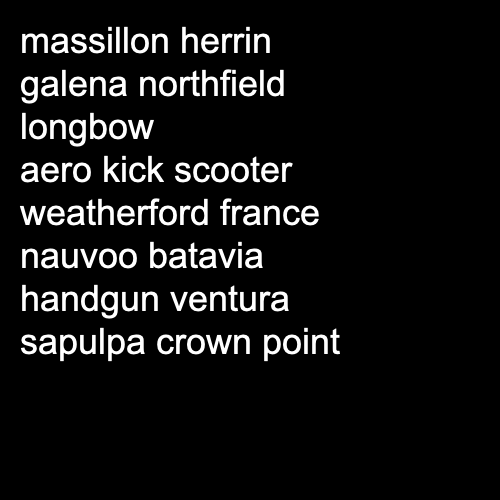 massillon herrin
galena northfield
longbow
aero kick scooter
weatherford france
nauvoo batavia
handgun ventura
sapulpa crown point